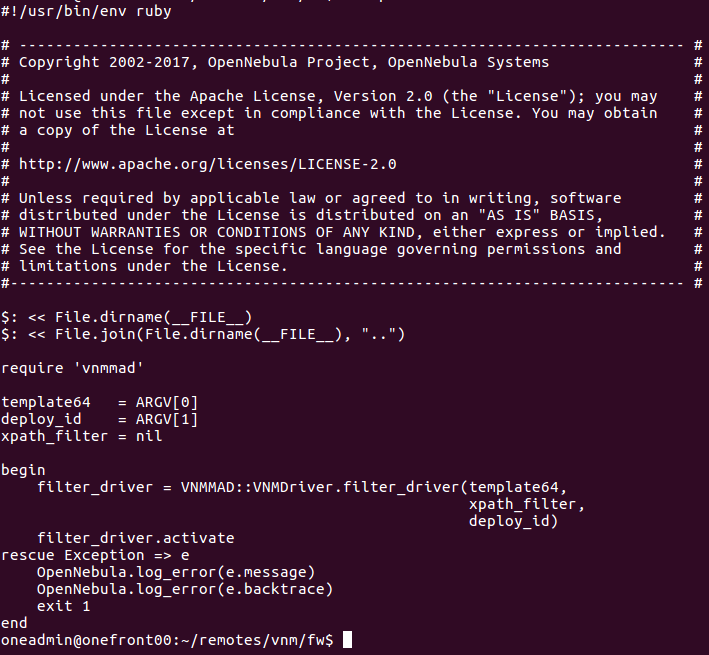 #!/usr/bin/env ruby
# -------------------------------------------------------------------------- #
# Copyright 2002-2017, OpenNebula Project, OpenNebula Systems                #
#                                                                            #
# Licensed under the Apache License, Version 2.0 (the "License"); you may    #
# not use this file except in compliance with the License. You may obtain    #
# a copy of the License at                                                   #
#                                                                            #
# http://www.apache.org/licenses/LICENSE-2.0                                 #
#                                                                            #
# Unless required by applicable law or agreed to in writing, software        #
# distributed under the License is distributed on an "AS IS" BASIS,          #
# WITHOUT WARRANTIES OR CONDITIONS OF ANY KIND, either express or implied.   #
# See the License for the specific language governing permissions and        #
# limitations under the License.                                             #
#--------------------------------------------------------------------------- #
$: << File.dirname(__FILE__)
$: << File.join(File.dirname(__FILE__), "..")
require 'vnmmad'
template64   = ARGV[0]
deploy_id    = ARGV[1]
xpath_filter = nil
begin
    filter_driver = VNMMAD::VNMDriver.filter_driver(template64,
                                                    xpath_filter,
                                                    deploy_id)
    filter_driver.activate
rescue Exception => e
    OpenNebula.log_error(e.message)
    OpenNebula.log_error(e.backtrace)
    exit 1
end
oneadmin@onefront00:~/remotes/vnm/fw$